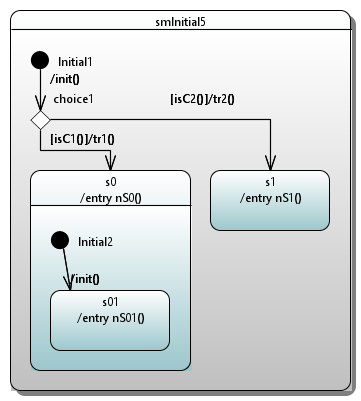 smInitial5
Initial1
/init()
choice1
[isC2()]/tr2()
[isC1()]/tr1()
s0
/entry nS0()
s1
/entry nS1()
Initial2
/init()
s01
/entry nS01()